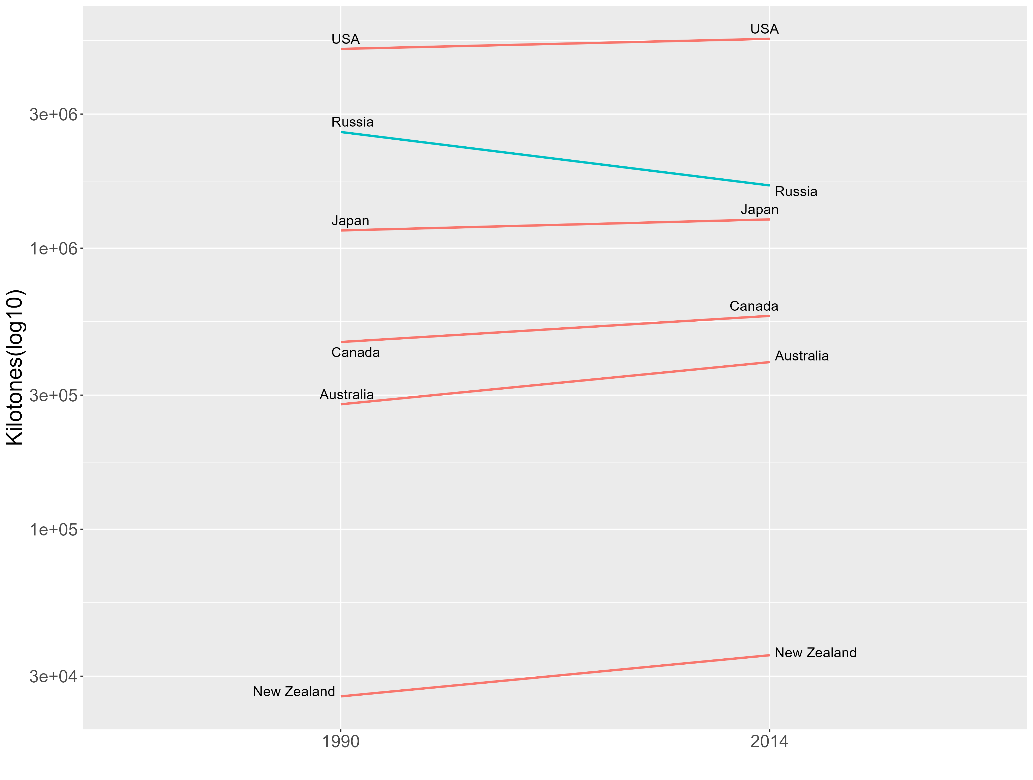 USA
USA
3e+06
Russia
Russia
Japan
Japan
1e+06
Canada
Canada
Australia
Australia
3e+05
Kilotones(log10)
1e+05
New Zealand
3e+04
New Zealand
1990
2014